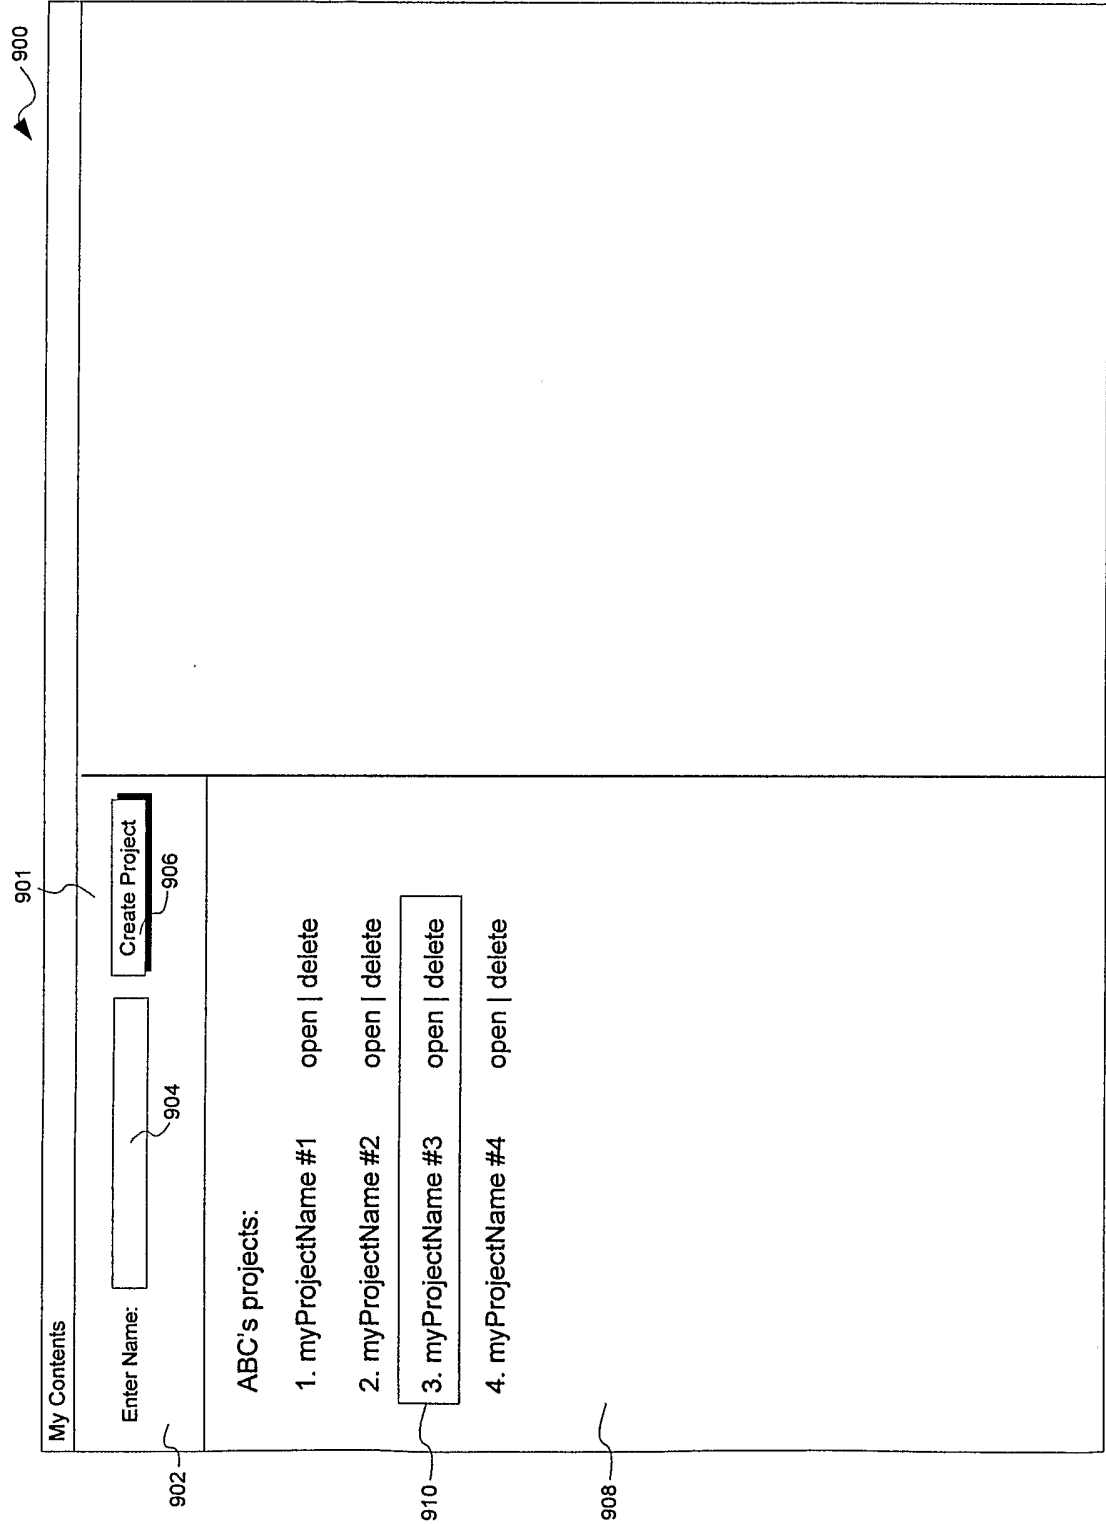 900
My Contents
901
Enter Name:
Create Project
902
904
906
ABC's projects:
1. myProjectName #1 open | delete
2. myProjectName #2 open | delete
3. myProjectName #3 open | delete
910
4. myProjectName #4 open | delete
908